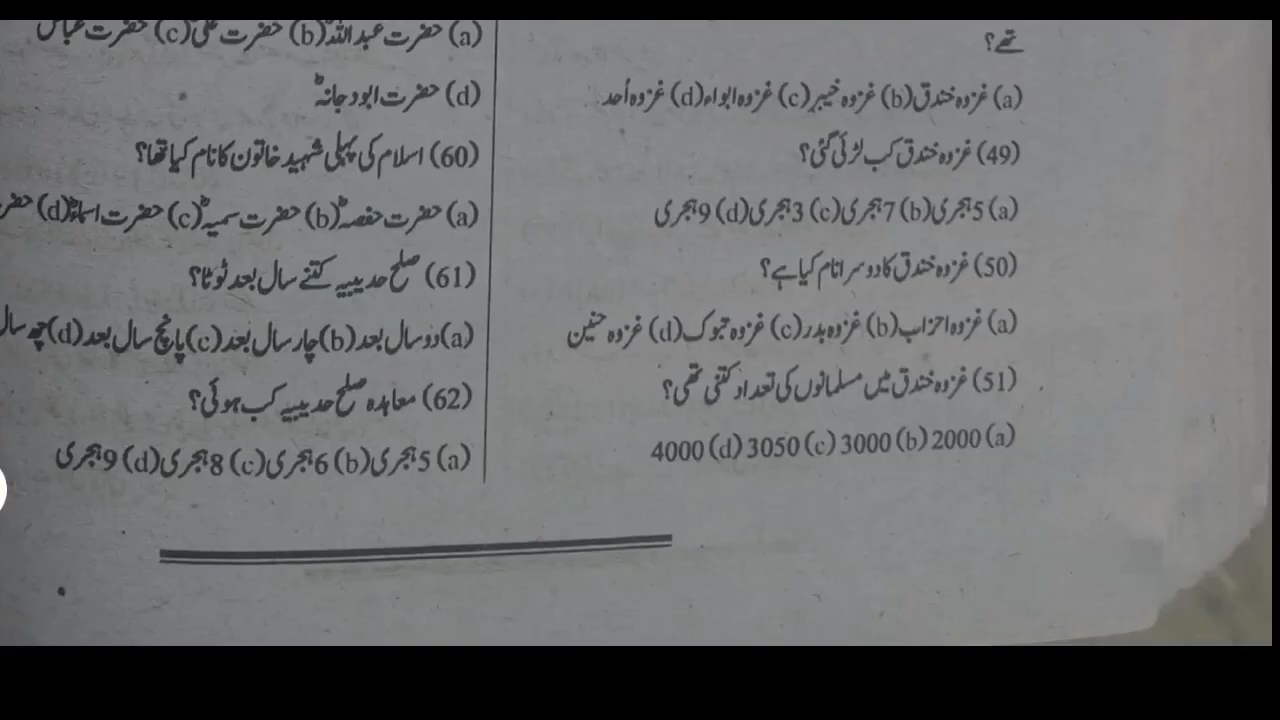 تھے؟
(a) غزوہ خندق (b) غزوہ خیبر (c) غزوہ ابواء (d) غزوہ اُحد
(49) غزوہ خندق کب لڑی گئی؟
(a) 5 ہجری (b) 7 ہجری (c) 3 ہجری (d) 9 ہجری
(50) غزوہ خندق کا دوسرا نام کیا ہے؟
(a) غزوہ احزاب (b) غزوہ بدر (c) غزوہ تبوک (d) غزوہ حنین
(51) غزوہ خندق میں مسلمانوں کی تعداد کتنی تھی؟
(a) 2000 (b) 3000 (c) 3050 (d) 4000
(a) حضرت عبداللہؓ (b) حضرت علیؓ (c) حضرت عباسؓ
(d) حضرت ابودجانہؓ
(60) اسلام کی پہلی شہید خاتون کا نام کیا تھا؟
(a) حضرت حفصہؓ (b) حضرت سمیہؓ (c) حضرت اسماءؓ (d)
(61) صلح حدیبیہ کتنے سال بعد ٹوٹا؟
(a) دو سال بعد (b) چار سال بعد (c) پانچ سال بعد (d) چھ سال
(62) معاہدہ صلح حدیبیہ کب ہوئی؟
(a) 5 ہجری (b) 6 ہجری (c) 8 ہجری (d) 9 ہجری